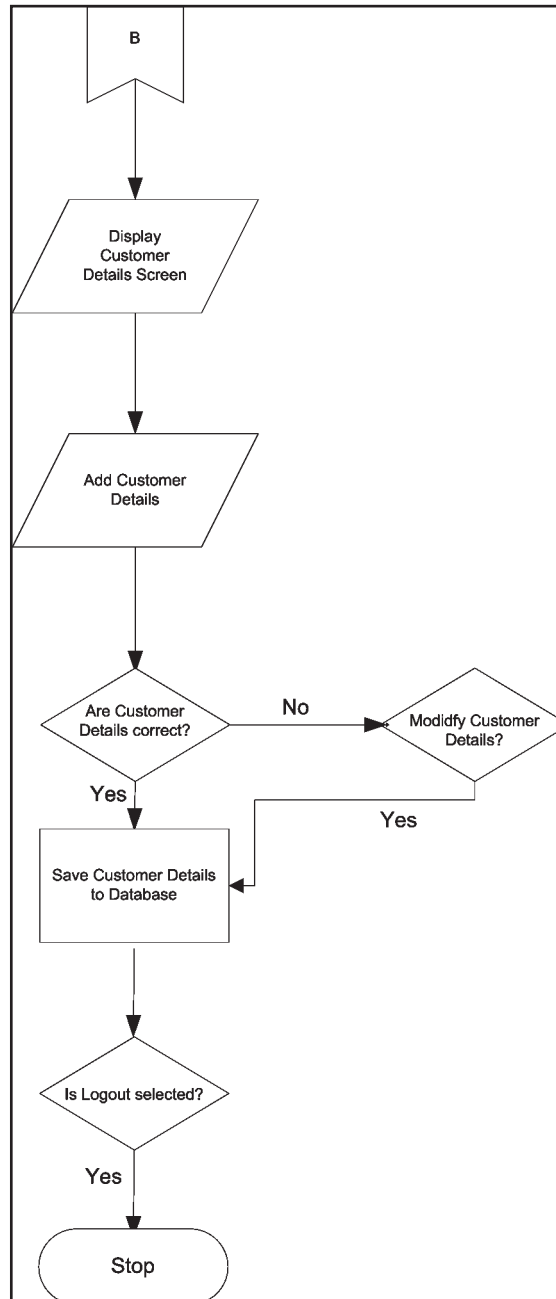 B
Display
Customer
Details Screen
Add Customer
Details
Are Customer
Details correct?
No
Modidfy Customer
Details?
Yes
Yes
Save Customer Details
to Database
Is Logout selected?
Yes
Stop